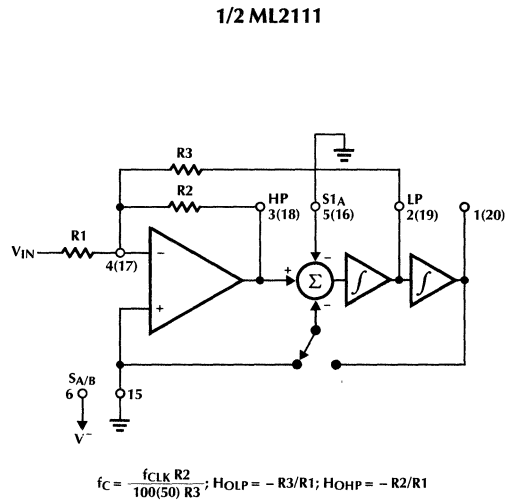 1/2 ML2111
R3
R2
HP
3(18)
S1A
5(16)
LP
2(19)
1(20)
VIN
R1
4(17)
−
+
+
−
Σ
−
∫
∫
SA/B
6
15
V−
fC = fCLK R2 / 100(50) R3 ; HOLP = − R3/R1; HOHP = − R2/R1